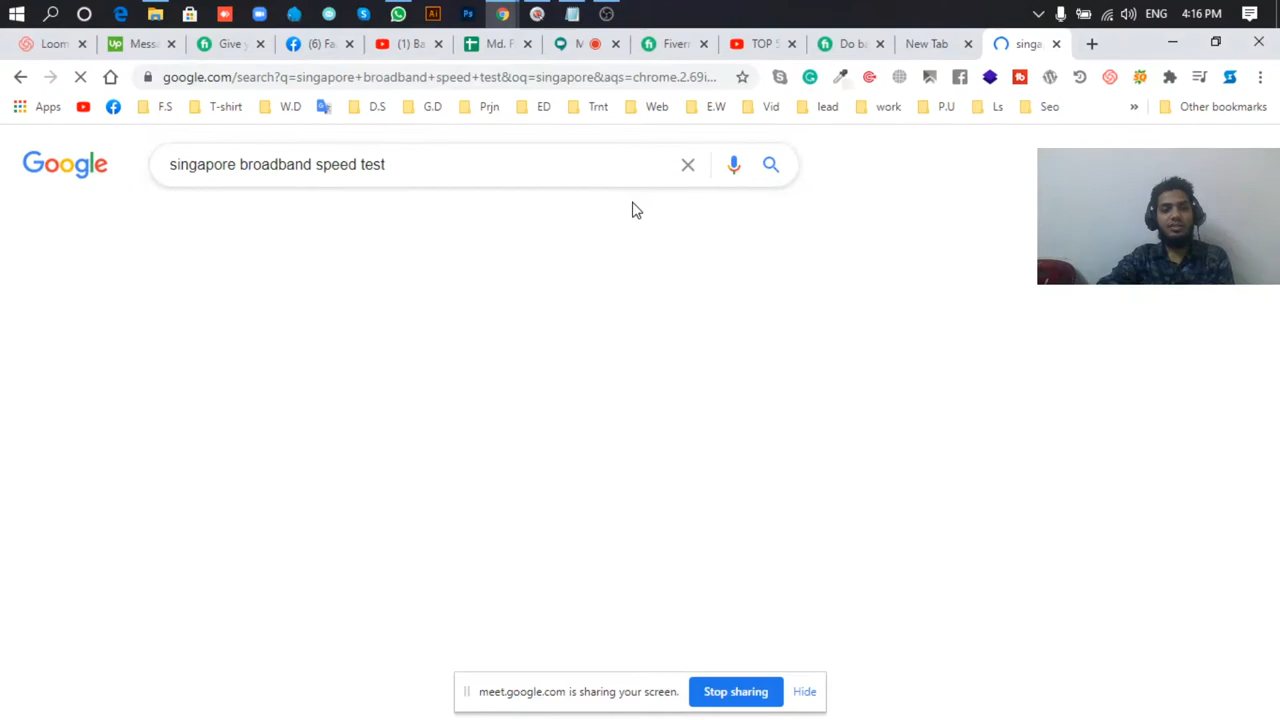 ENG 4:16 PM
Loom Messa Give y (6) Fa (1) Ba Md. F M Fiverr TOP S Do ba New Tab singa
google.com/search?q=singapore+broadband+speed+test&oq=singapore&aqs=chrome.2.69i...
Apps F.S T-shirt W.D D.S G.D Prjn ED Trnt Web E.W Vid lead work P.U Ls Seo » Other bookmarks
Google singapore broadband speed test
meet.google.com is sharing your screen. Stop sharing Hide